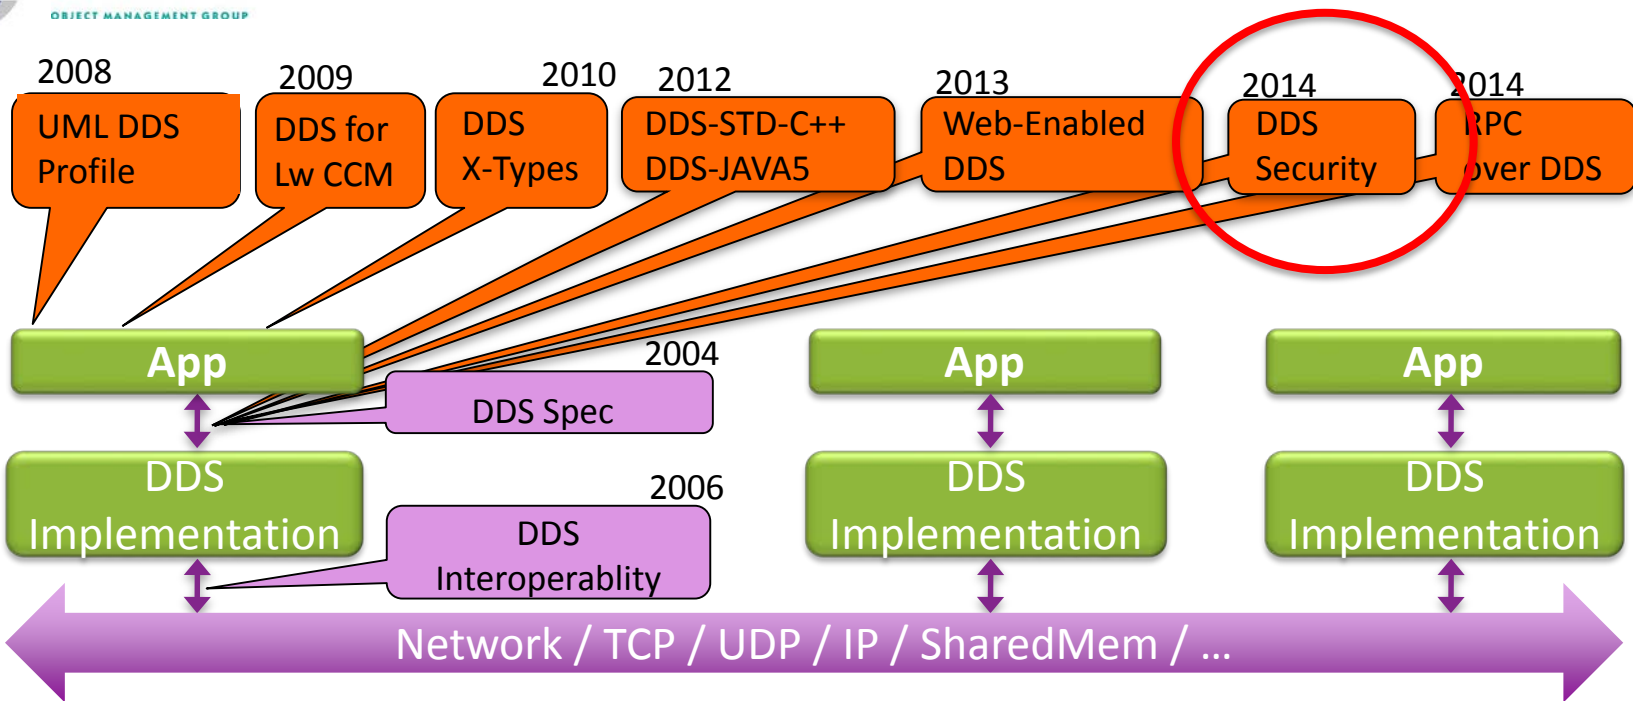 OBJECT MANAGEMENT GROUP
2008
UML DDS
Profile
2009
DDS for
Lw CCM
2010
DDS
X-Types
2012
DDS-STD-C++
DDS-JAVA5
2013
Web-Enabled
DDS
2014
DDS
Security
2014
RPC
over DDS
App
2004
DDS Spec
App
App
DDS
Implementation
2006
DDS
Interoperablity
DDS
Implementation
DDS
Implementation
Network / TCP / UDP / IP / SharedMem / ...